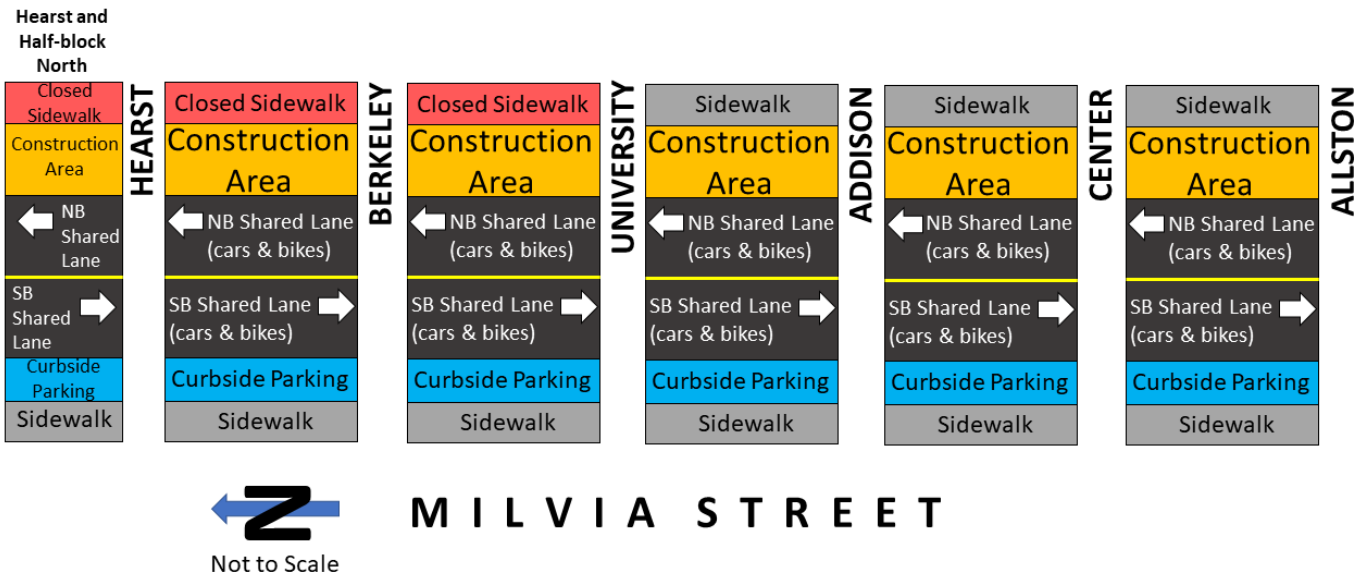 Hearst and
Half-block
North
Closed
Sidewalk
Construction
Area
NB
Shared
Lane
SB
Shared
Lane
Curbside
Parking
Sidewalk
HEARST
Closed Sidewalk
Construction
Area
NB Shared Lane
(cars & bikes)
SB Shared Lane
(cars & bikes)
Curbside Parking
Sidewalk
BERKELEY
Closed Sidewalk
Construction
Area
NB Shared Lane
(cars & bikes)
SB Shared Lane
(cars & bikes)
Curbside Parking
Sidewalk
UNIVERSITY
Sidewalk
Construction
Area
NB Shared Lane
(cars & bikes)
SB Shared Lane
(cars & bikes)
Curbside Parking
Sidewalk
ADDISON
Sidewalk
Construction
Area
NB Shared Lane
(cars & bikes)
SB Shared Lane
(cars & bikes)
Curbside Parking
Sidewalk
CENTER
Sidewalk
Construction
Area
NB Shared Lane
(cars & bikes)
SB Shared Lane
(cars & bikes)
Curbside Parking
Sidewalk
ALLSTON
N
Not to Scale
MILVIA STREET